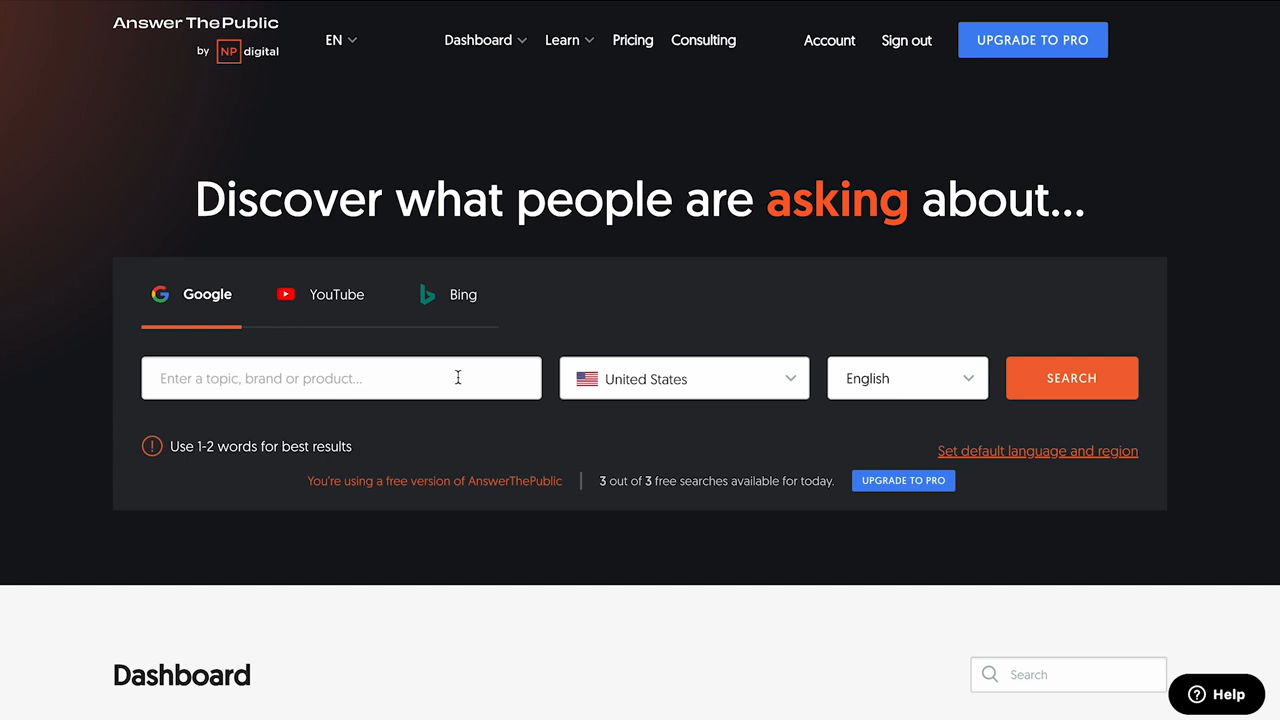 Answer The Public
by NP digital
EN
Dashboard Learn Pricing Consulting
Account Sign out UPGRADE TO PRO
Discover what people are asking about...
Google YouTube Bing
Enter a topic, brand or product... United States English SEARCH
! Use 1-2 words for best results
Set default language and region
You're using a free version of AnswerThePublic | 3 out of 3 free searches available for today. UPGRADE TO PRO
Dashboard
Search
? Help